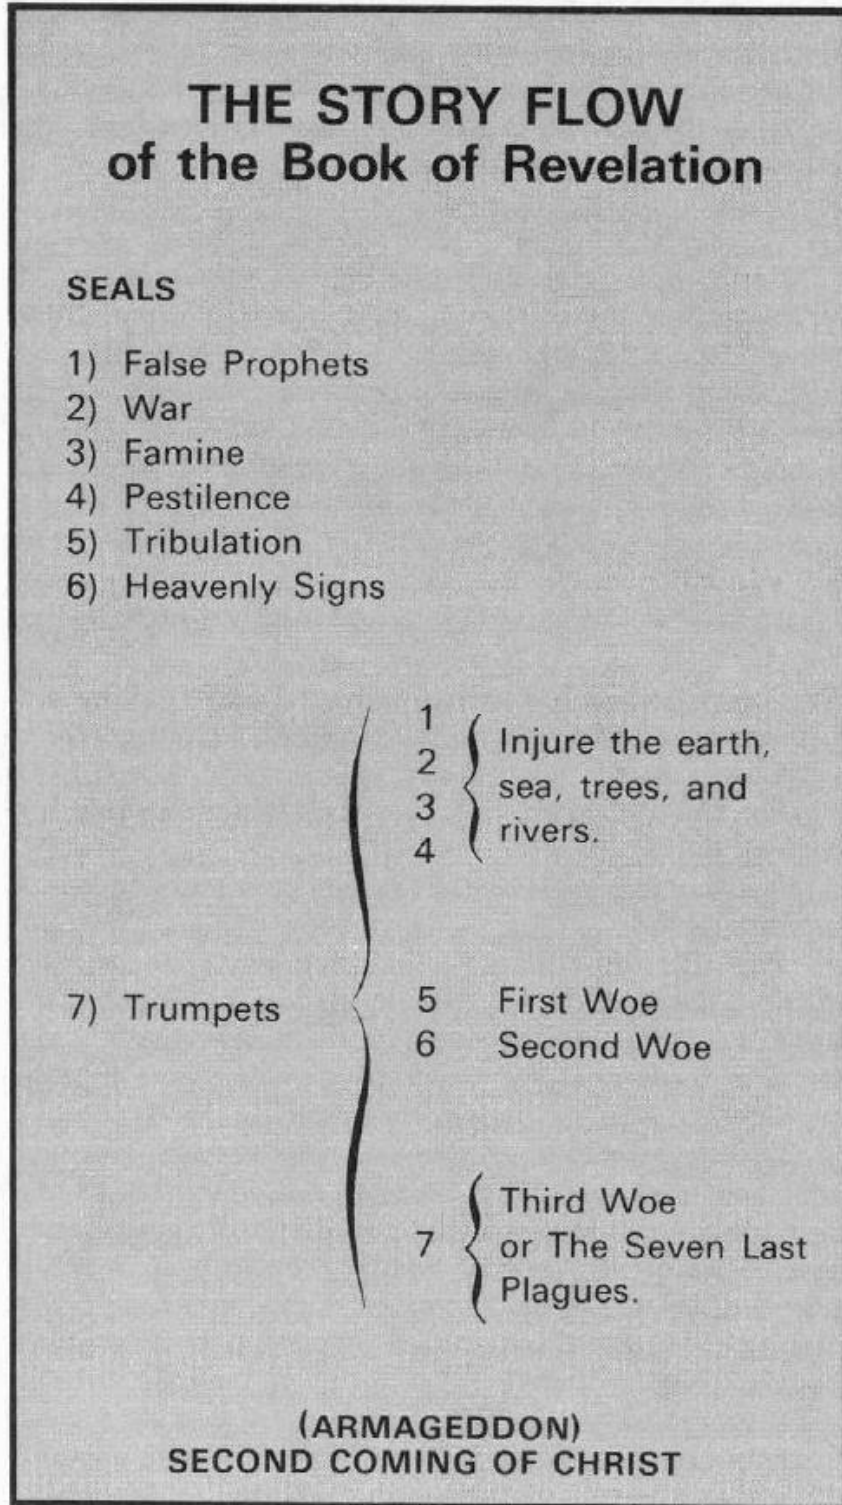 THE STORY FLOW
of the Book of Revelation
SEALS
1) False Prophets
2) War
3) Famine
4) Pestilence
5) Tribulation
6) Heavenly Signs
7) Trumpets
1
2
3
4
Injure the earth,
sea, trees, and
rivers.
5 First Woe
6 Second Woe
7
Third Woe
or The Seven Last
Plagues.
(ARMAGEDDON)
SECOND COMING OF CHRIST